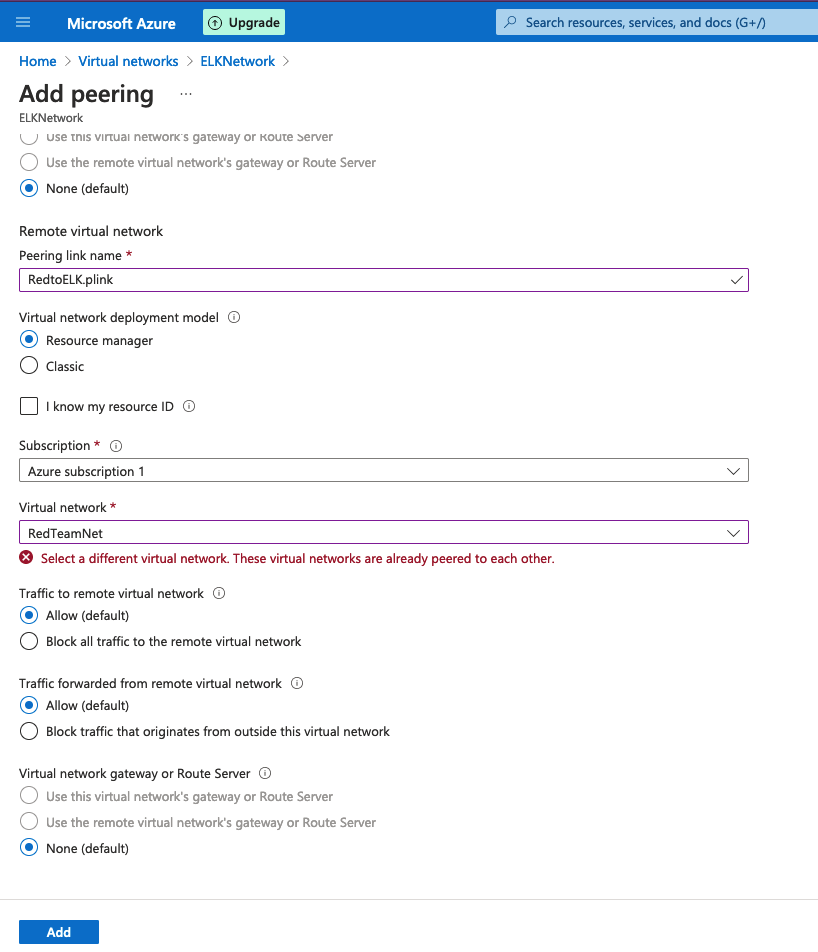 Microsoft Azure
Upgrade
Search resources, services, and docs (G+/)
Home > Virtual networks > ELKNetwork >
Add peering ...
ELKNetwork
Use this virtual network's gateway or Route Server
Use the remote virtual network's gateway or Route Server
None (default)
Remote virtual network
Peering link name *
RedtoELK.plink
Virtual network deployment model
Resource manager
Classic
I know my resource ID
Subscription *
Azure subscription 1
Virtual network *
RedTeamNet
Select a different virtual network. These virtual networks are already peered to each other.
Traffic to remote virtual network
Allow (default)
Block all traffic to the remote virtual network
Traffic forwarded from remote virtual network
Allow (default)
Block traffic that originates from outside this virtual network
Virtual network gateway or Route Server
Use this virtual network's gateway or Route Server
Use the remote virtual network's gateway or Route Server
None (default)
Add